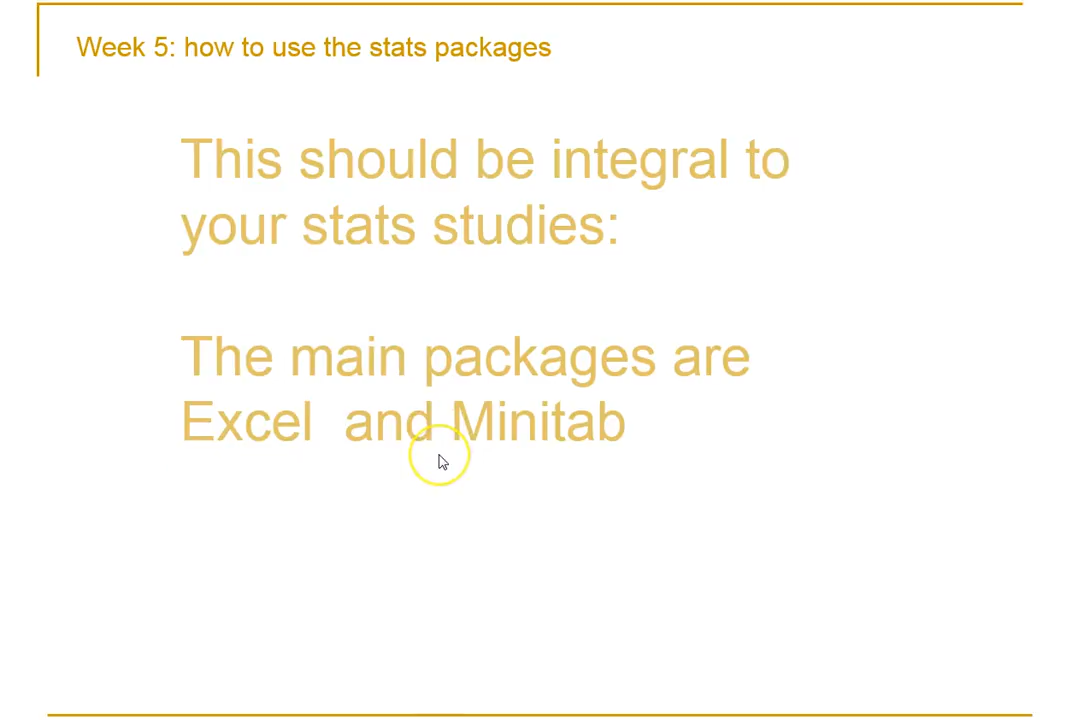 Week 5: how to use the stats packages
This should be integral to
your stats studies:
The main packages are
Excel  and Minitab